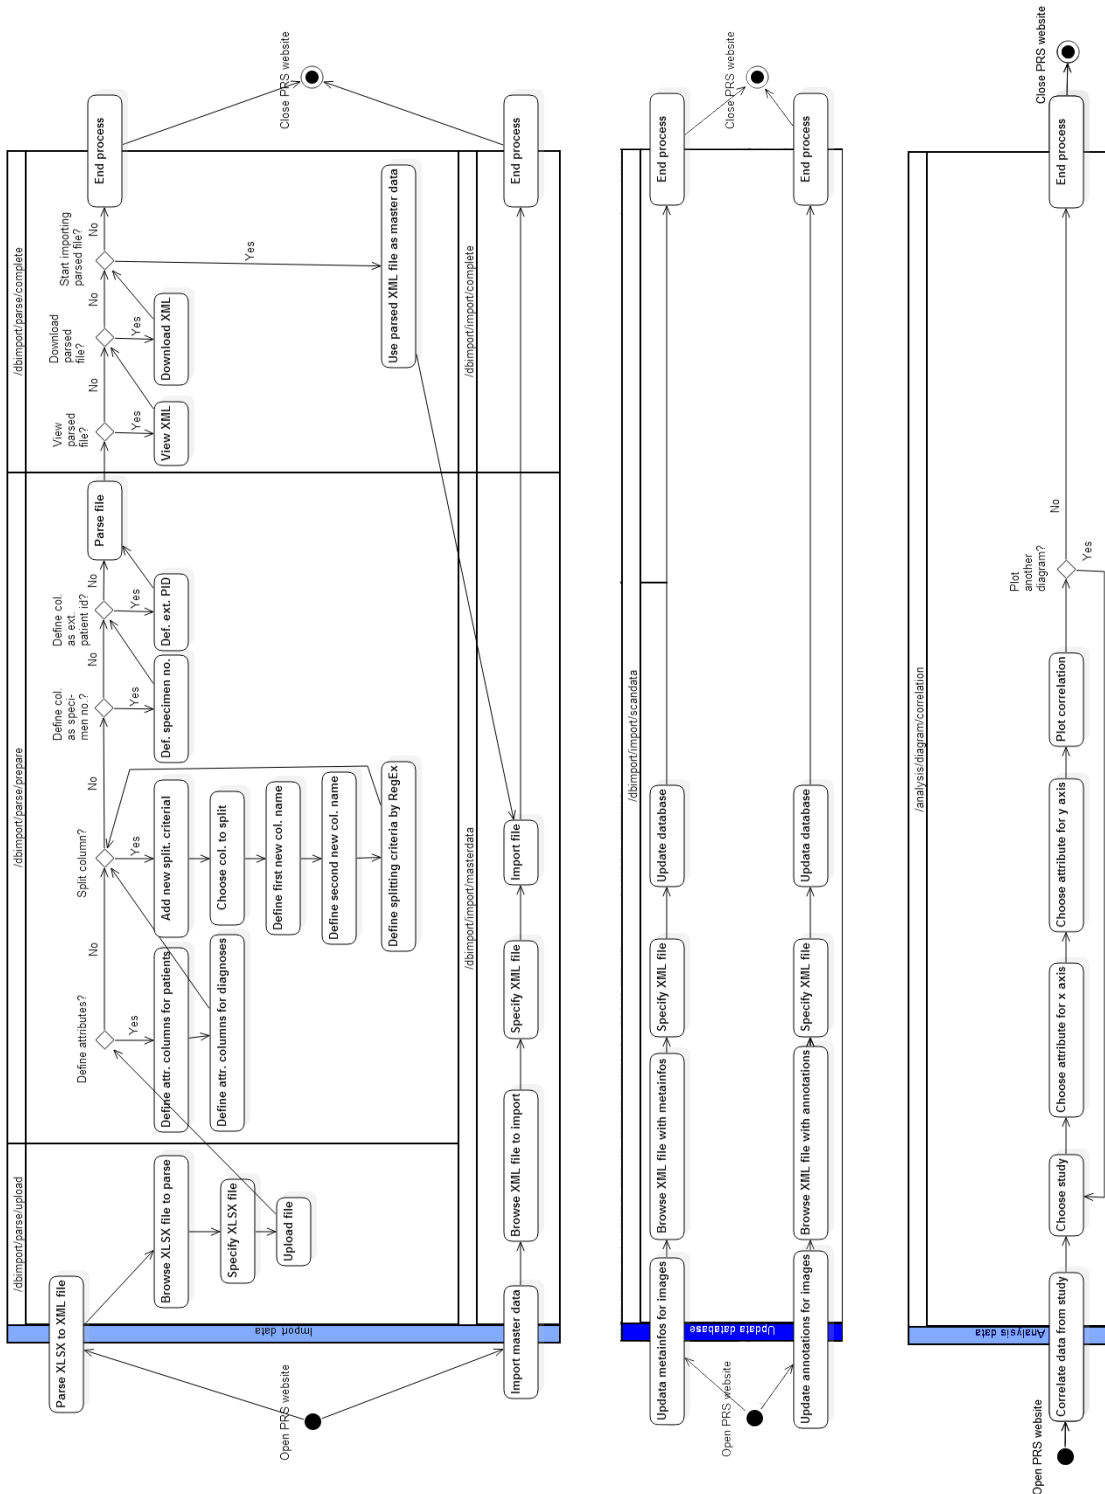 /dbimport/parse/upload
/dbimport/parse/prepare
/dbimport/parse/complete
Parse XLSX to XML file
Define attributes?
Split column?
Define col.
as speci-
men no.?
Define col.
as ext.
patient id?
View
parsed
file?
Download
parsed
file?
Start importing
parsed file?
No
No
No
No
No
No
No
Parse file
End process
Yes
Yes
Yes
Yes
Yes
Yes
Yes
Browse XLSX file to parse
Define attr. columns for patients
Add new split. criterial
Def. specimen no.
Def. ext. PID
View XML
Download XML
Specify XLSX file
Define attr. columns for diagnoses
Choose col. to split
Upload file
Define first new col. name
Define second new col. name
Define splitting criteria by RegEx
Use parsed XML file as master data
Import data
Open PRS website
Close PRS website
/dbimport/import/masterdata
/dbimport/import/complete
Import master data
Browse XML file to import
Specify XML file
Import file
End process
/dbimport/import/scandata
Updata metainfos for images
Browse XML file with metainfos
Specify XML file
Update database
End process
Updata database
Open PRS website
Close PRS website
Update annotations for images
Browse XML file with annotations
Specify XML file
Updata database
End process
/analysis/diagram/correlation
Analysis data
Open PRS website
Correlate data from study
Choose study
Choose attribute for x axis
Choose attribute for y axis
Plot correlation
Plot
another
diagram?
No
Yes
End process
Close PRS website